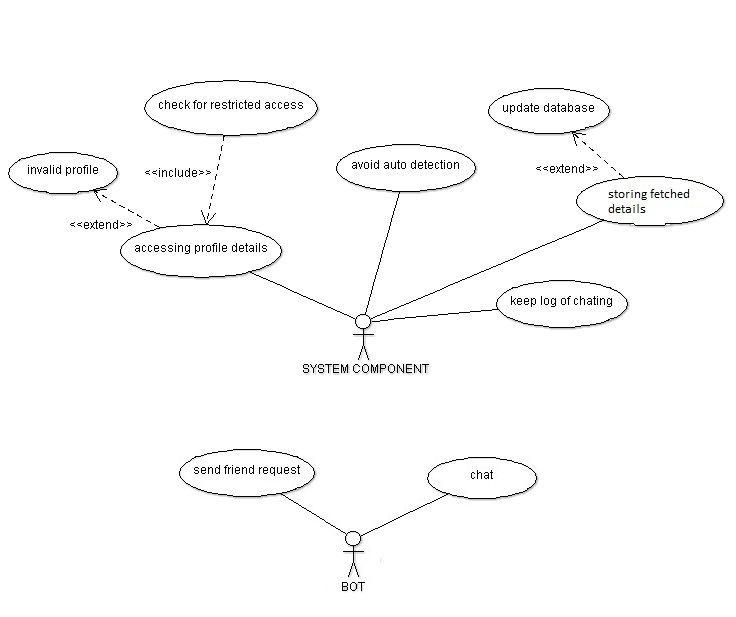 check for restricted access
update database
invalid profile
<<include>>
avoid auto detection
<<extend>>
storing fetched
details
<<extend>>
accessing profile details
keep log of chating
SYSTEM COMPONENT
send friend request
chat
BOT